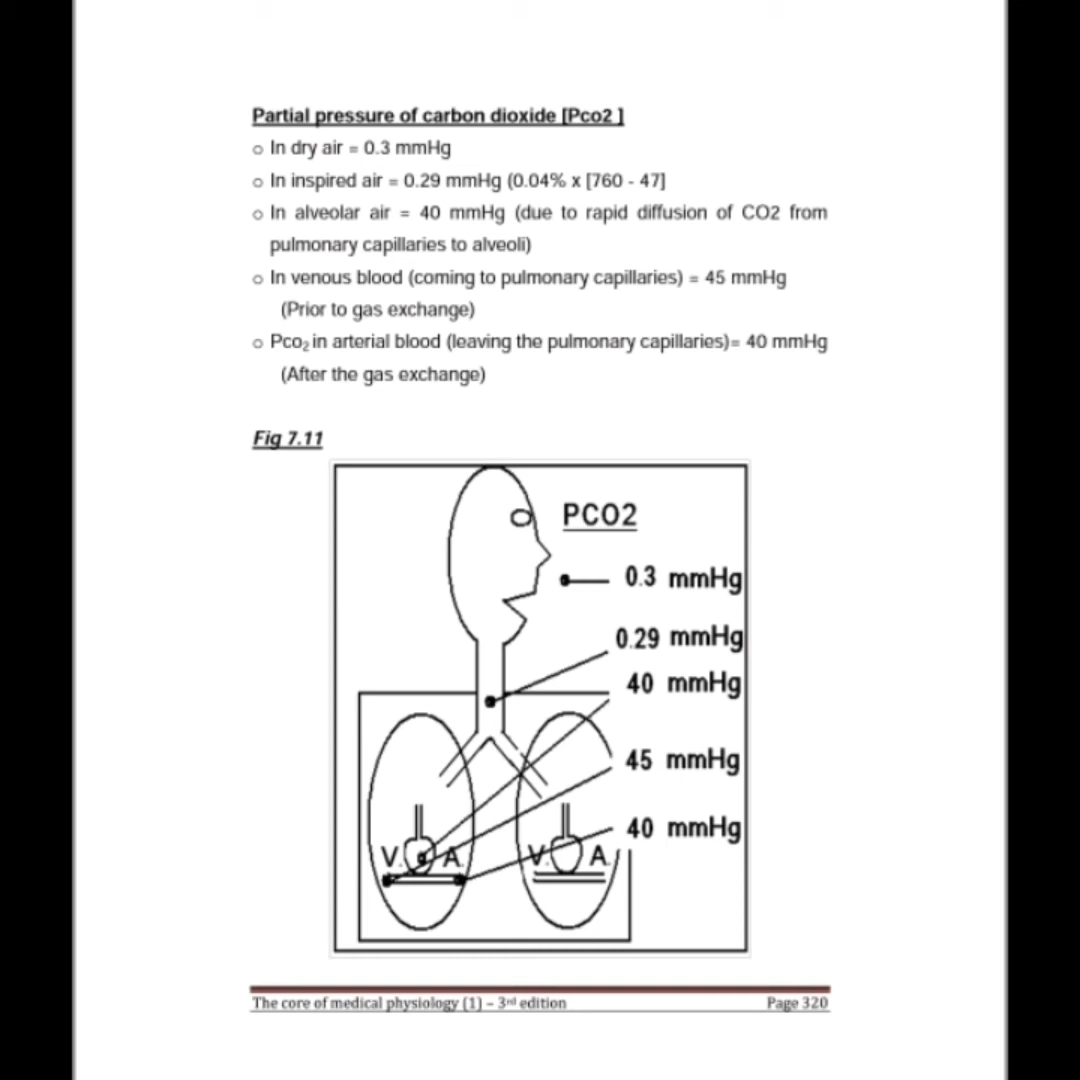 Partial pressure of carbon dioxide [Pco2 ]
o In dry air = 0.3 mmHg
o In inspired air = 0.29 mmHg (0.04% x [760 - 47]
o In alveolar air = 40 mmHg (due to rapid diffusion of CO2 from
pulmonary capillaries to alveoli)
o In venous blood (coming to pulmonary capillaries) = 45 mmHg
(Prior to gas exchange)
o Pco₂ in arterial blood (leaving the pulmonary capillaries)= 40 mmHg
(After the gas exchange)
Fig 7.11
PCO2
0.3 mmHg
0.29 mmHg
40 mmHg
45 mmHg
40 mmHg
V. A. V. A.
The core of medical physiology (1) – 3rd edition Page 320